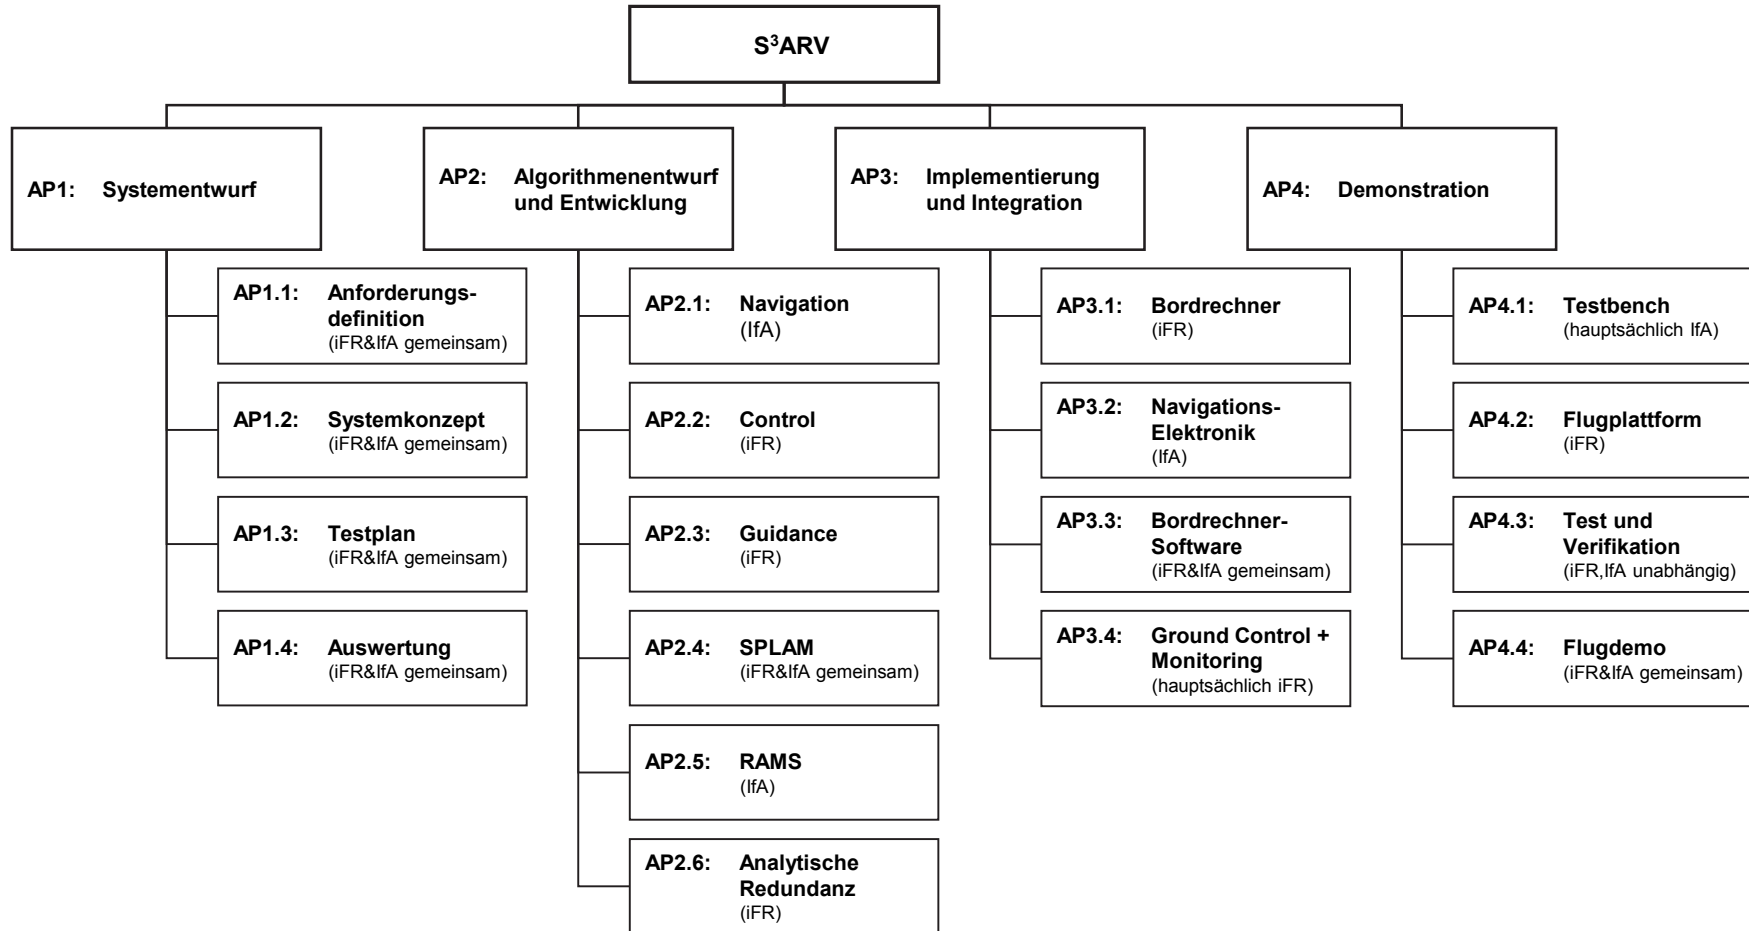 S³ARV
AP1: Systementwurf
AP2: Algorithmenentwurf
und Entwicklung
AP3: Implementierung
und Integration
AP4: Demonstration
AP1.1: Anforderungs-
definition
(iFR&IfA gemeinsam)
AP1.2: Systemkonzept
(iFR&IfA gemeinsam)
AP1.3: Testplan
(iFR&IfA gemeinsam)
AP1.4: Auswertung
(iFR&IfA gemeinsam)
AP2.1: Navigation
(IfA)
AP2.2: Control
(iFR)
AP2.3: Guidance
(iFR)
AP2.4: SPLAM
(iFR&IfA gemeinsam)
AP2.5: RAMS
(IfA)
AP2.6: Analytische
Redundanz
(iFR)
AP3.1: Bordrechner
(iFR)
AP3.2: Navigations-
Elektronik
(IfA)
AP3.3: Bordrechner-
Software
(iFR&IfA gemeinsam)
AP3.4: Ground Control +
Monitoring
(hauptsächlich iFR)
AP4.1: Testbench
(hauptsächlich IfA)
AP4.2: Flugplattform
(iFR)
AP4.3: Test und
Verifikation
(iFR,IfA unabhängig)
AP4.4: Flugdemo
(iFR&IfA gemeinsam)